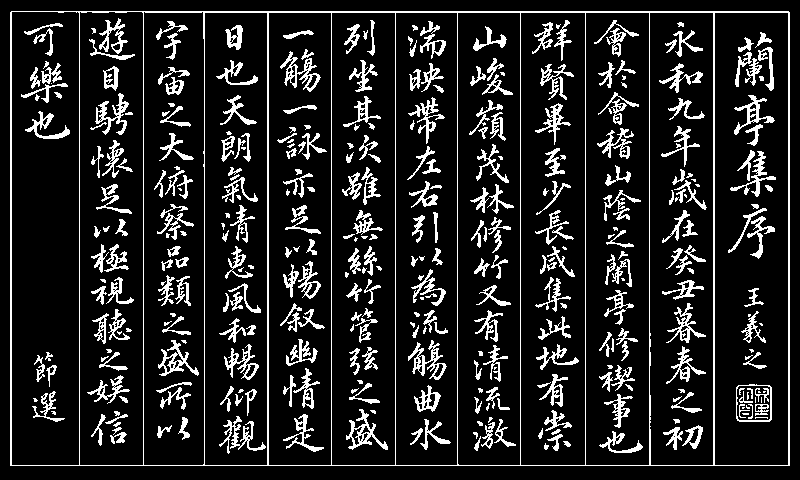 蘭亭集序
王羲之
永和九年歲在癸丑暮春之初
會於會稽山陰之蘭亭修禊事也
群賢畢至少長咸集此地有崇
山峻嶺茂林修竹又有清流激
湍映帶左右引以為流觴曲水
列坐其次雖無絲竹管弦之盛
一觴一詠亦足以暢叙幽情是
日也天朗氣清惠風和暢仰觀
宇宙之大俯察品類之盛所以
遊目騁懷足以極視聽之娛信
可樂也
節選